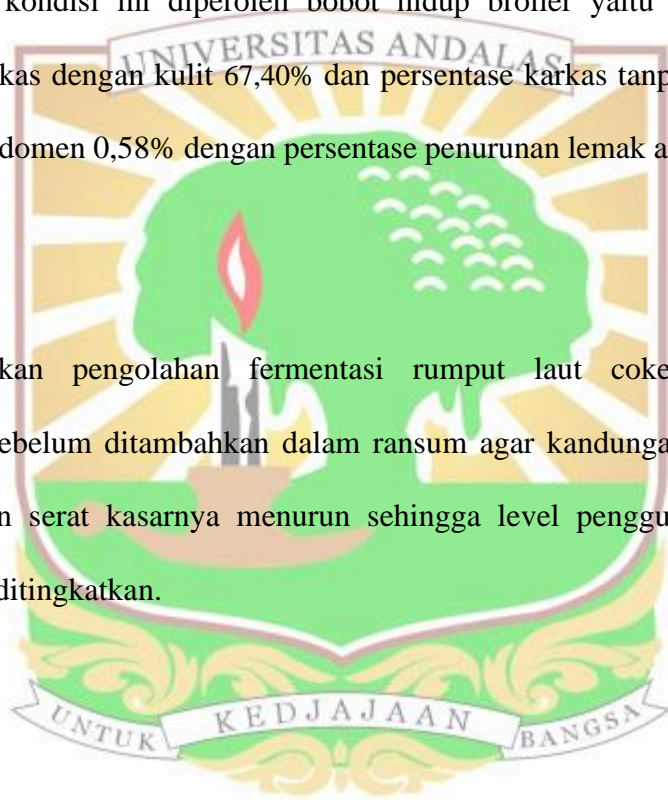 kondisi ini diperoleh bobot hidup broiler yaitu
UNIVERSITAS ANDALAS
kas dengan kulit 67,40% dan persentase karkas tanp
domen 0,58% dengan persentase penurunan lemak a
kan pengolahan fermentasi rumput laut coke
ebelum ditambahkan dalam ransum agar kandunga
n serat kasarnya menurun sehingga level penggu
ditingkatkan.
UNTUK KEDJAJAAN BANGSA